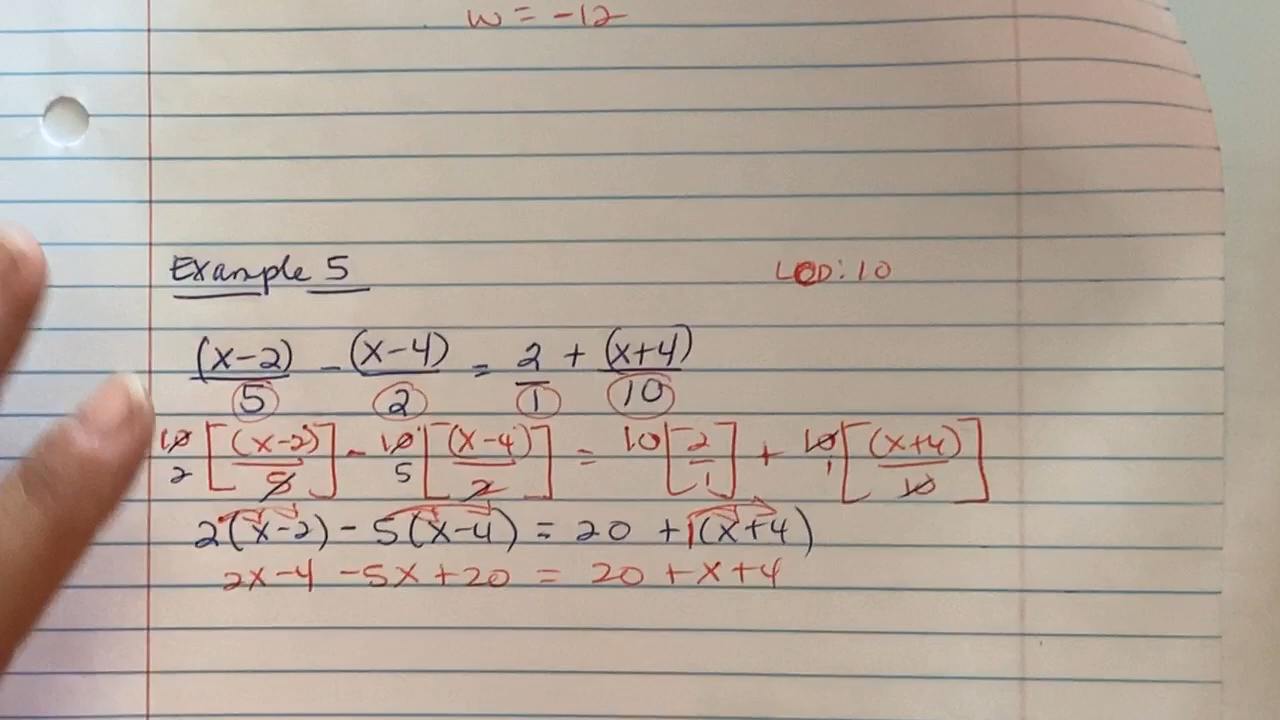 w = -12
Example 5
LCD: 10
(x-2)/5 - (x-4)/2 = 2/1 + (x+4)/10
10/2 [(x-2)/5] - 10/5 [(x-4)/2] = 10[2/1] + 10/1 [(x+4)/10]
2(x-2) - 5(x-4) = 20 + 1(x+4)
2x-4 -5x+20 = 20 + x+4